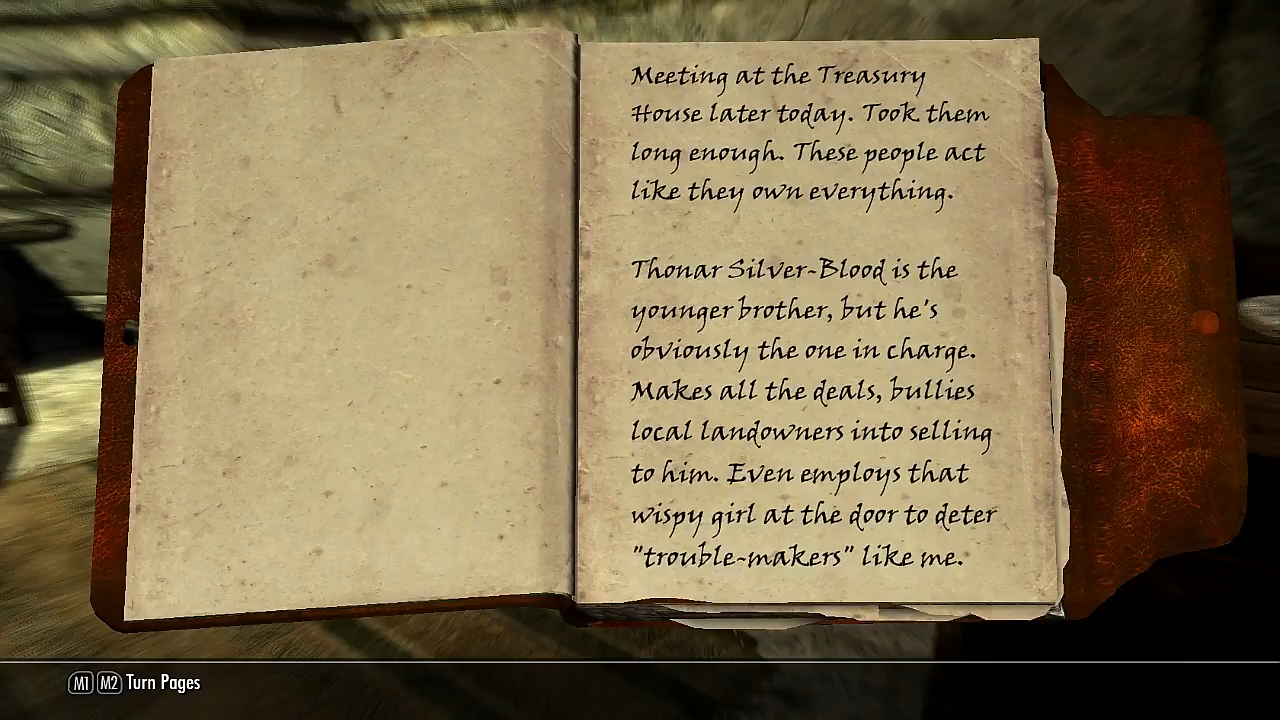 Meeting at the Treasury
House later today. Took them
long enough. These people act
like they own everything.
Thonar Silver-Blood is the
younger brother, but he's
obviously the one in charge.
Makes all the deals, bullies
local landowners into selling
to him. Even employs that
wispy girl at the door to deter
"trouble-makers" like me.
M1 M2 Turn Pages